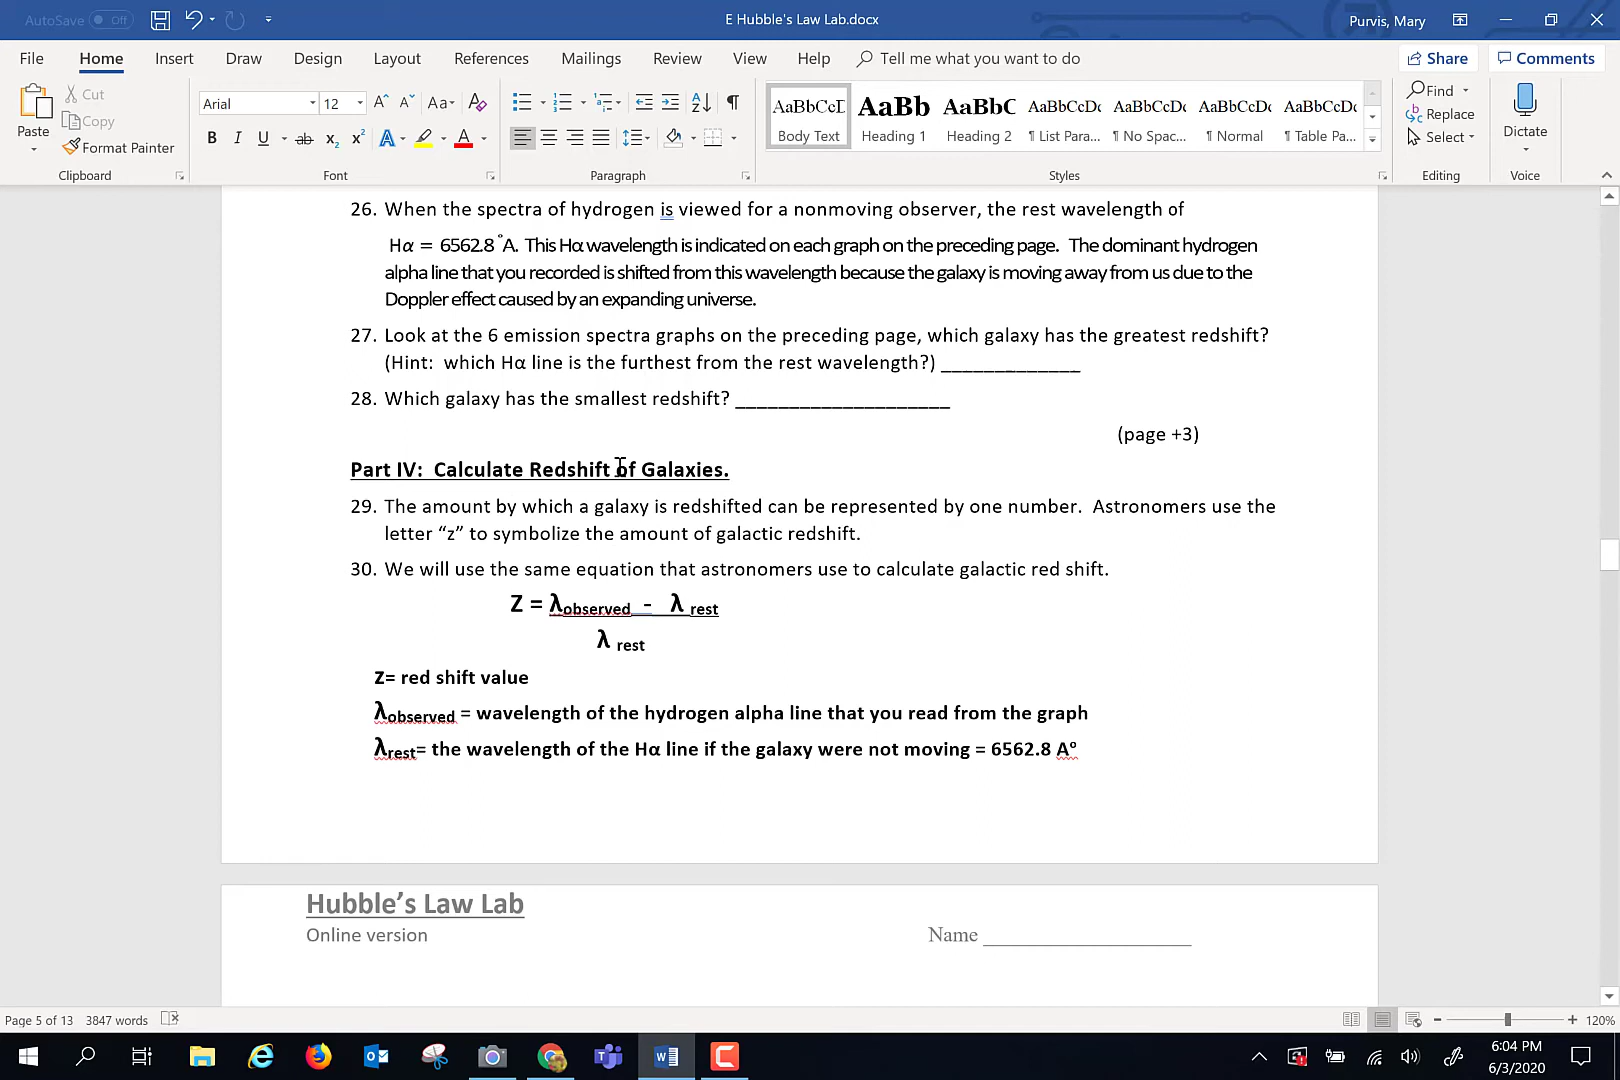 AutoSave Off
E Hubble's Law Lab.docx
Purvis, Mary
File Home Insert Draw Design Layout References Mailings Review View Help Tell me what you want to do
Share Comments
Paste
Cut
Copy
Format Painter
Clipboard
Arial 12
Font
Paragraph
AaBbCcI AaBb AaBbC AaBbCcDc AaBbCcDc AaBbCcDc AaBbCcDc
Body Text Heading 1 Heading 2 ¶ List Para... ¶ No Spac... ¶ Normal ¶ Table Pa...
Styles
Find
Replace
Select
Editing
Dictate
Voice
26. When the spectra of hydrogen is viewed for a nonmoving observer, the rest wavelength of
Hα = 6562.8 °A. This Hα wavelength is indicated on each graph on the preceding page. The dominant hydrogen
alpha line that you recorded is shifted from this wavelength because the galaxy is moving away from us due to the
Doppler effect caused by an expanding universe.
27. Look at the 6 emission spectra graphs on the preceding page, which galaxy has the greatest redshift?
(Hint: which Hα line is the furthest from the rest wavelength?) _____________
28. Which galaxy has the smallest redshift? ____________________
(page +3)
Part IV: Calculate Redshift of Galaxies.
29. The amount by which a galaxy is redshifted can be represented by one number. Astronomers use the
letter “z” to symbolize the amount of galactic redshift.
30. We will use the same equation that astronomers use to calculate galactic red shift.
Z = λobserved - λ rest
λ rest
z= red shift value
λobserved = wavelength of the hydrogen alpha line that you read from the graph
λrest= the wavelength of the Hα line if the galaxy were not moving = 6562.8 Aº
Hubble’s Law Lab
Online version
Name ____________________
Page 5 of 13 3847 words
120%
6:04 PM
6/3/2020